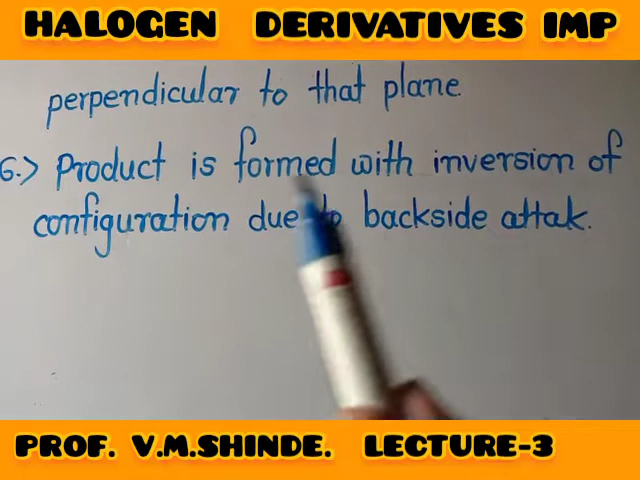 HALOGEN DERIVATIVES IMP
perpendicular to that plane
6.> Product is formed with inversion of
configuration due to backside attak.
PROF. V.M.SHINDE. LECTURE-3